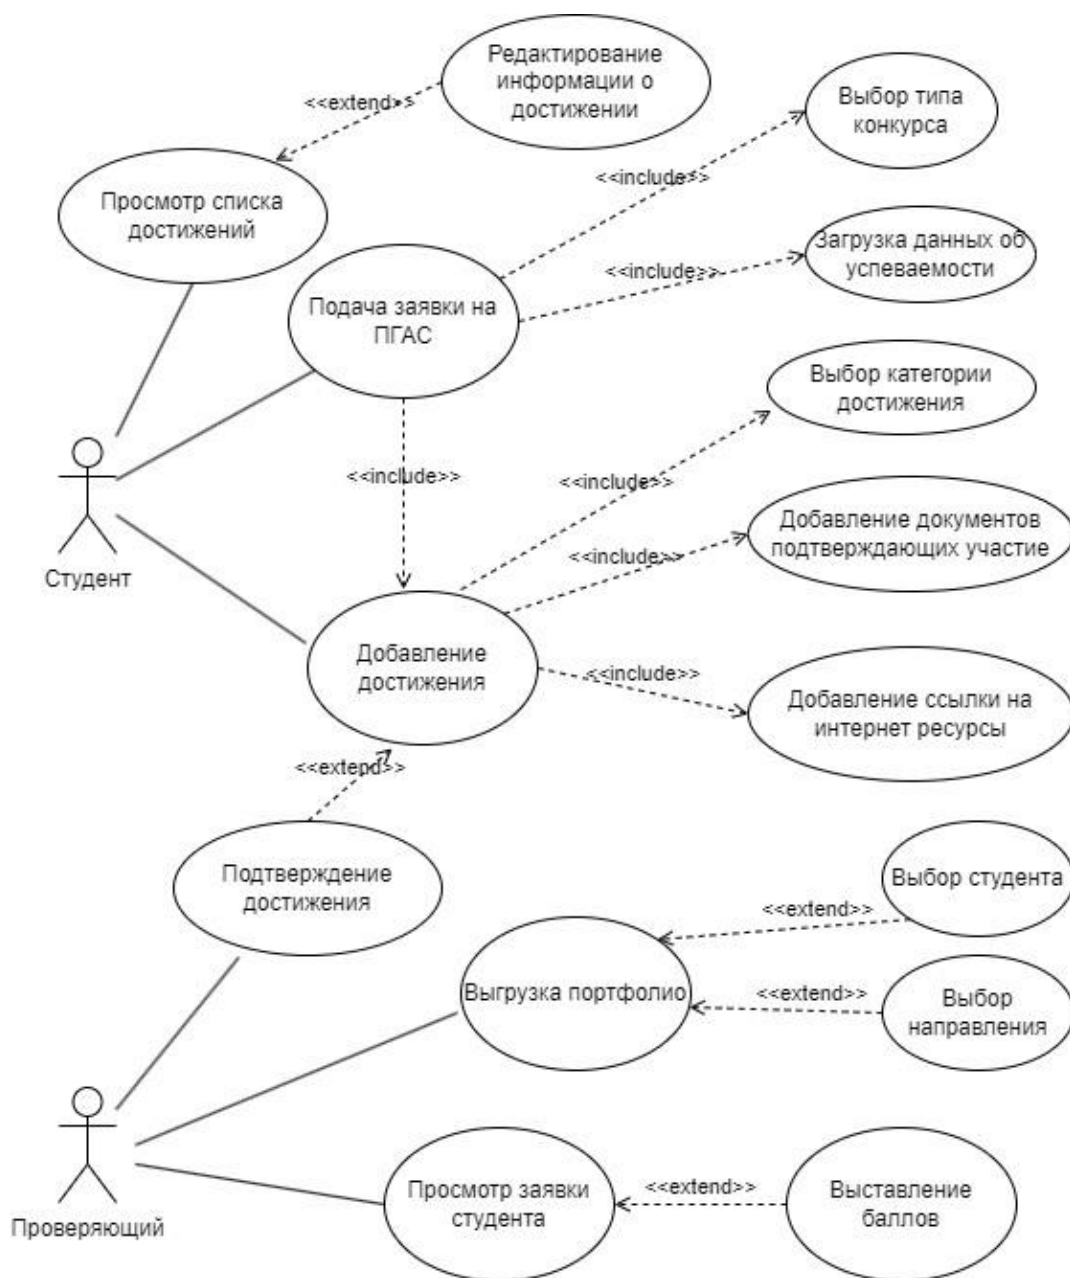 Редактирование
информации о
достижении
<<extend>>
Выбор типа
конкурса
<<include>>
Просмотр списка
достижений
Загрузка данных об
успеваемости
<<include>>
Подача заявки на
ПГАС
Выбор категории
достижения
<<include>>
<<include>>
Добавление документов
подтверждающих участие
<<include>>
Студент
Добавление
достижения
<<include>>
Добавление ссылки на
интернет ресурсы
<<extend>>
Подтверждение
достижения
Выбор студента
<<extend>>
Выгрузка портфолио
<<extend>>
Выбор
направления
Просмотр заявки
студента
<<extend>>
Выставление
баллов
Проверяющий